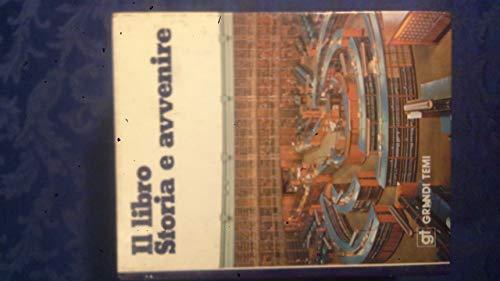 Il libro
Storia e avvenire
gt GRANDI TEMI